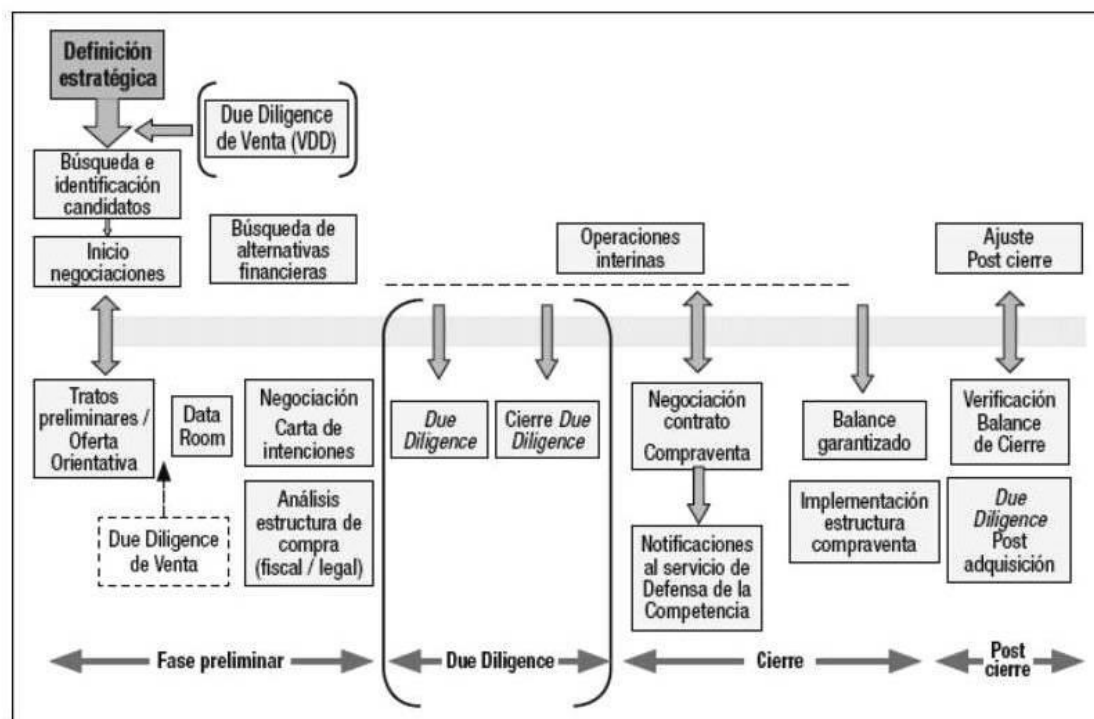 Definición
estratégica
Due Diligence
de Venta (VDD)
Búsqueda e
identificación
candidatos
Búsqueda de
alternativas
financieras
Inicio
negociaciones
Operaciones
interinas
Ajuste
Post cierre
Tratos
preliminares /
Oferta
Orientativa
Data
Room
Negociación
Carta de
intenciones
Due
Diligence
Cierre Due
Diligence
Negociación
contrato
Compraventa
Balance
garantizado
Verificación
Balance
de Cierre
Due Diligence
de Venta
Análisis
estructura de
compra
(fiscal / legal)
Notificaciones
al servicio de
Defensa de la
Competencia
Implementación
estructura
compraventa
Due
Diligence
Post
adquisición
Fase preliminar
Due Diligence
Cierre
Post
cierre